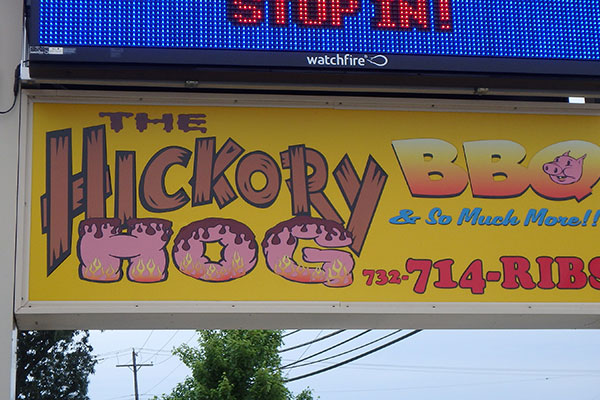 STOP IN!
watchfire
THE
HICKORY
HOG
BBQ
& So Much More!!
732-714-RIBS